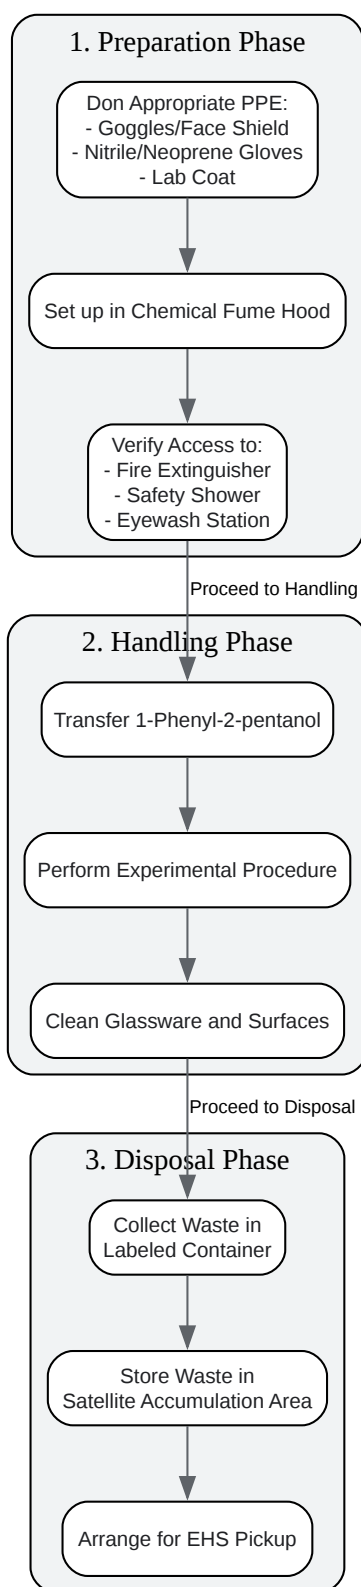 1. Preparation Phase
Don Appropriate PPE:
- Goggles/Face Shield
- Nitrile/Neoprene Gloves
- Lab Coat
Set up in Chemical Fume Hood
Verify Access to:
- Fire Extinguisher
- Safety Shower
- Eyewash Station
Proceed to Handling
2. Handling Phase
Transfer 1-Phenyl-2-pentanol
Perform Experimental Procedure
Clean Glassware and Surfaces
Proceed to Disposal
3. Disposal Phase
Collect Waste in
Labeled Container
Store Waste in
Satellite Accumulation Area
Arrange for EHS Pickup